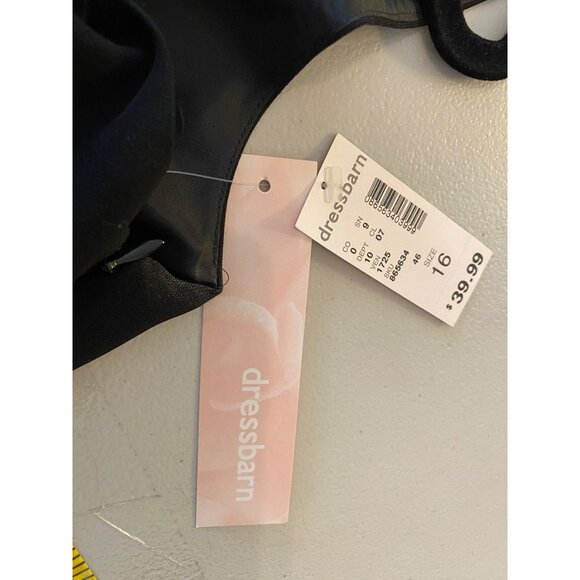 dressbarn
CO SN
0 9
DEPT CL
10 07
VEN
1725
SKU
865634 46
SIZE
16
$39.99
dressbarn